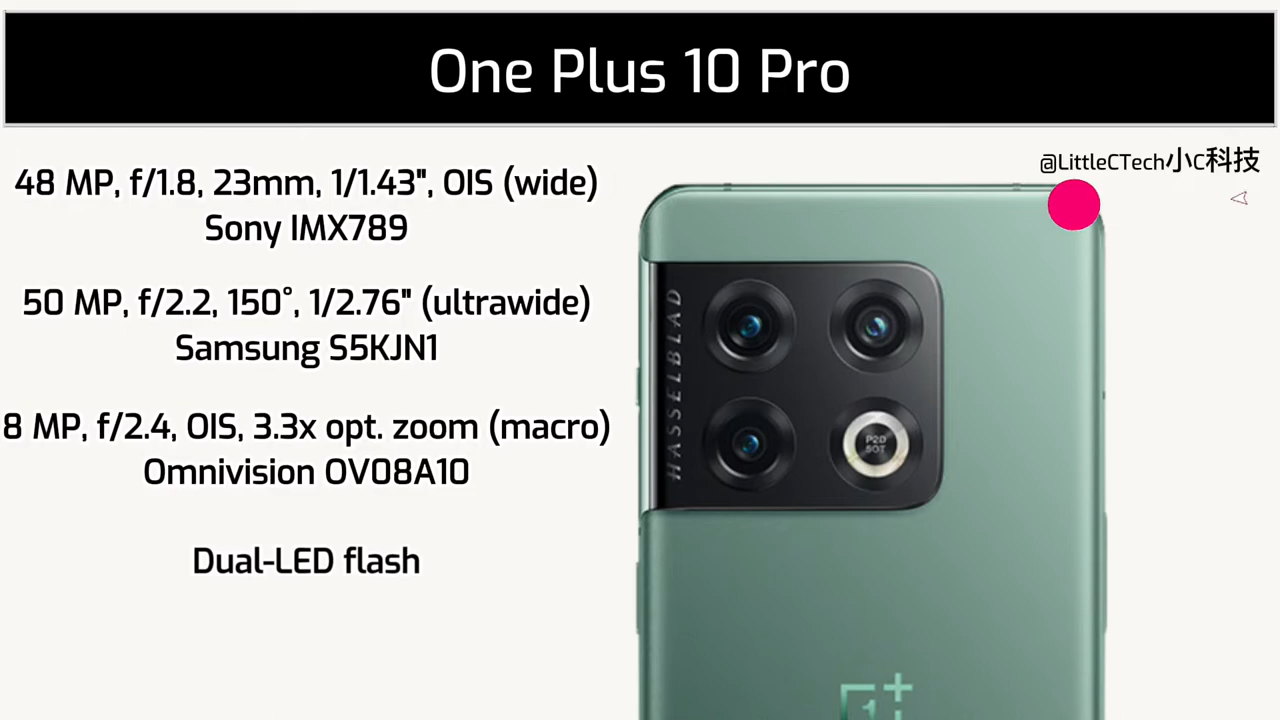 One Plus 10 Pro
@LittleCTech小C科技
48 MP, f/1.8, 23mm, 1/1.43", OIS (wide)
Sony IMX789
50 MP, f/2.2, 150°, 1/2.76" (ultrawide)
Samsung S5KJN1
8 MP, f/2.4, OIS, 3.3x opt. zoom (macro)
Omnivision OV08A10
Dual-LED flash
HASSELBLAD
P2D
50T
1+